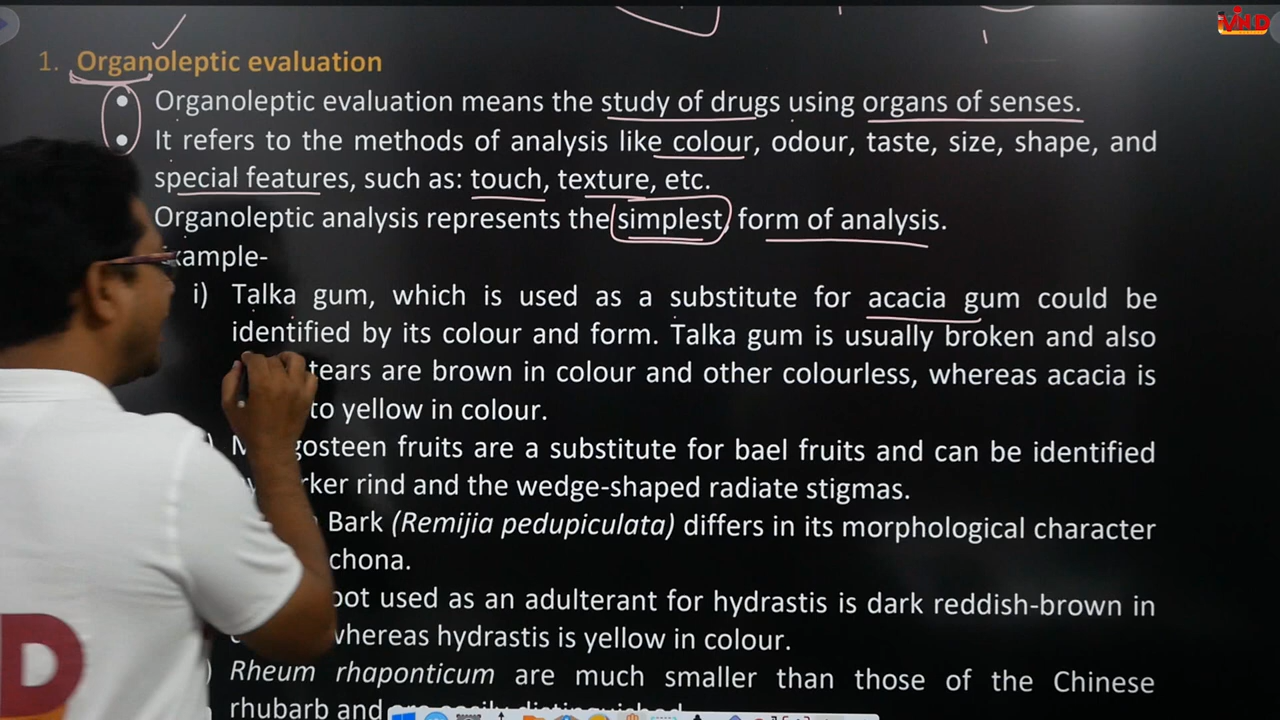 VND
1. Organoleptic evaluation
• Organoleptic evaluation means the study of drugs using organs of senses.
• It refers to the methods of analysis like colour, odour, taste, size, shape, and
special features, such as: touch, texture, etc.
Organoleptic analysis represents the simplest form of analysis.
xample-
i) Talka gum, which is used as a substitute for acacia gum could be
identified by its colour and form. Talka gum is usually broken and also
tears are brown in colour and other colourless, whereas acacia is
to yellow in colour.
gosteen fruits are a substitute for bael fruits and can be identified
rker rind and the wedge-shaped radiate stigmas.
Bark (Remijia pedupiculata) differs in its morphological character
chona.
oot used as an adulterant for hydrastis is dark reddish-brown in
whereas hydrastis is yellow in colour.
Rheum rhaponticum are much smaller than those of the Chinese
rhubarb and
D